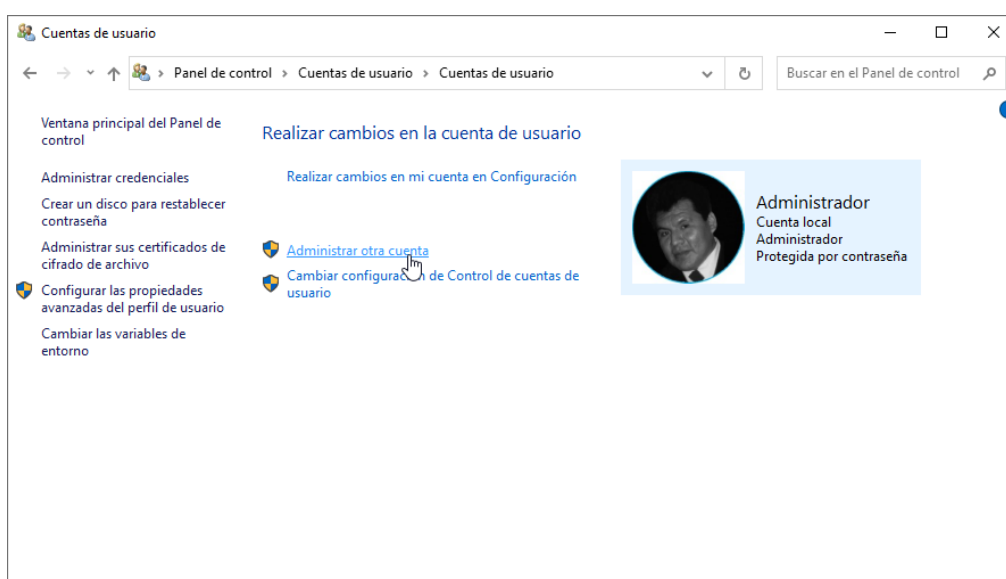 Cuentas de usuario
Panel de control > Cuentas de usuario > Cuentas de usuario
Buscar en el Panel de control
Ventana principal del Panel de
control
Administrar credenciales
Crear un disco para restablecer
contraseña
Administrar sus certificados de
cifrado de archivo
Configurar las propiedades
avanzadas del perfil de usuario
Cambiar las variables de
entorno
Realizar cambios en la cuenta de usuario
Realizar cambios en mi cuenta en Configuración
Administrar otra cuenta
Cambiar configuración de Control de cuentas de
usuario
Administrador
Cuenta local
Administrador
Protegida por contraseña